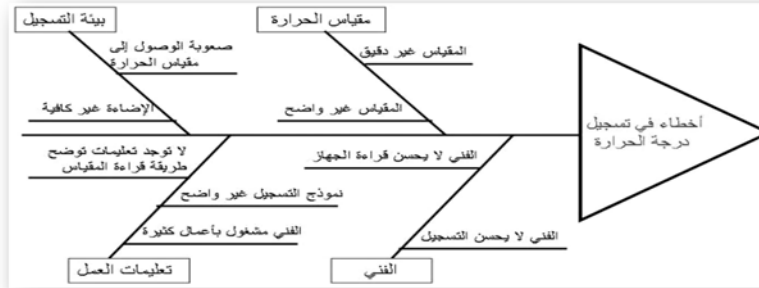 مقياس الحرارة
بيئة التسجيل
المقياس غير دقيق
صعوبة الوصول إلى
مقياس الحرارة
المقياس غير واضح
الإضاءة غير كافية
أخطاء في تسجيل
درجة الحرارة
الفني لا يحسن قراءة الجهاز
لا توجد تعليمات توضح
طريقة قراءة المقياس
نموذج التسجيل غير واضح
الفني لا يحسن التسجيل
الفني مشغول بأعمال كثيرة
الفني
تعليمات العمل